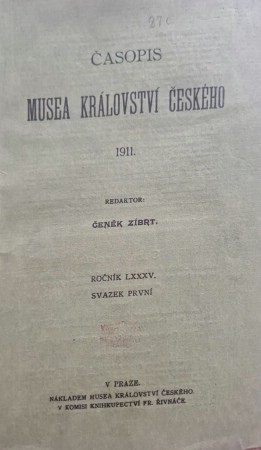 ČASOPIS
MUSEA KRÁLOVSTVÍ ČESKÉHO
1911.
REDAKTOR:
ČENĚK ZÍBRT.
ROČNÍK LXXXV.
SVAZEK PRVNÍ
V PRAZE.
NÁKLADEM MUSEA KRÁLOVSTVÍ ČESKÉHO
V KOMISI KNIHKUPECTVÍ FR. ŘIVNÁČE.